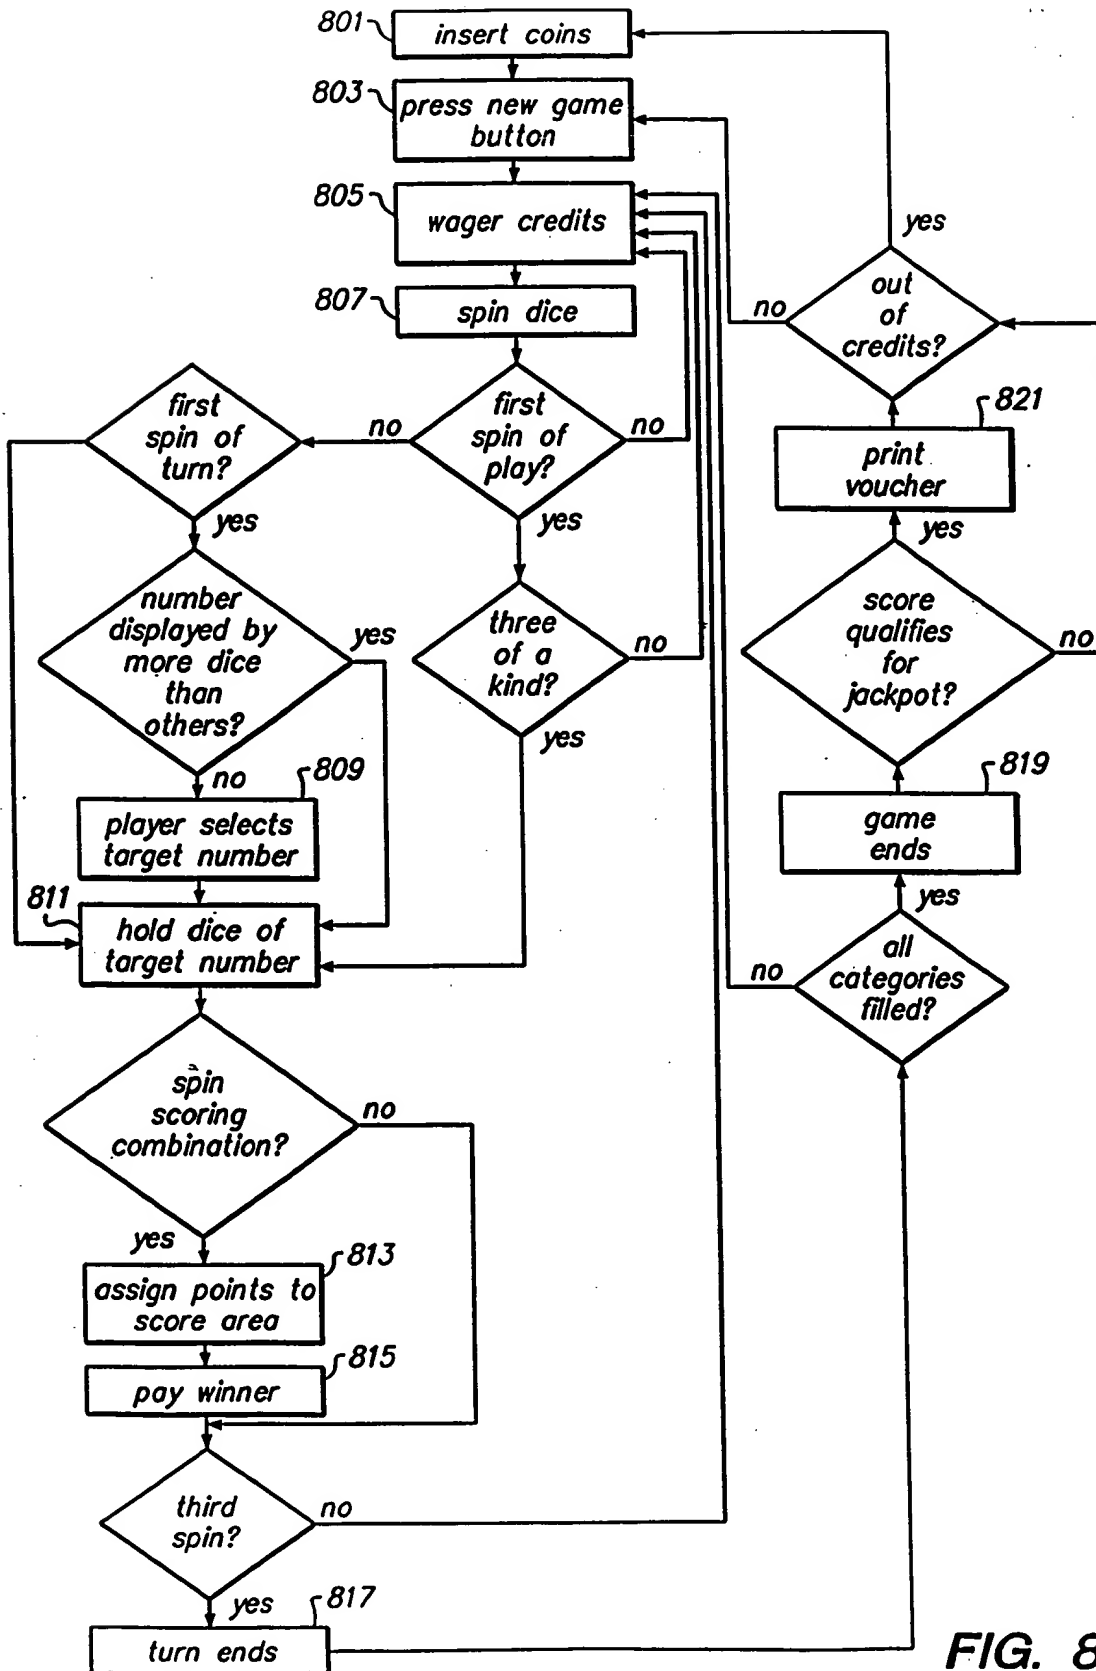 801
insert coins
803
press new game
button
805
wager credits
807
spin dice
first
spin of
play?
no
no
yes
first
spin of
turn?
yes
three
of a
kind?
no
yes
number
displayed by
more dice
than
others?
yes
no
809
player selects
target number
811
hold dice of
target number
spin
scoring
combination?
no
yes
813
assign points to
score area
815
pay winner
third
spin?
no
yes
817
turn ends
all
categories
filled?
no
yes
819
game
ends
score
qualifies
for
jackpot?
no
yes
821
print
voucher
out
of
credits?
no
yes
FIG. 8